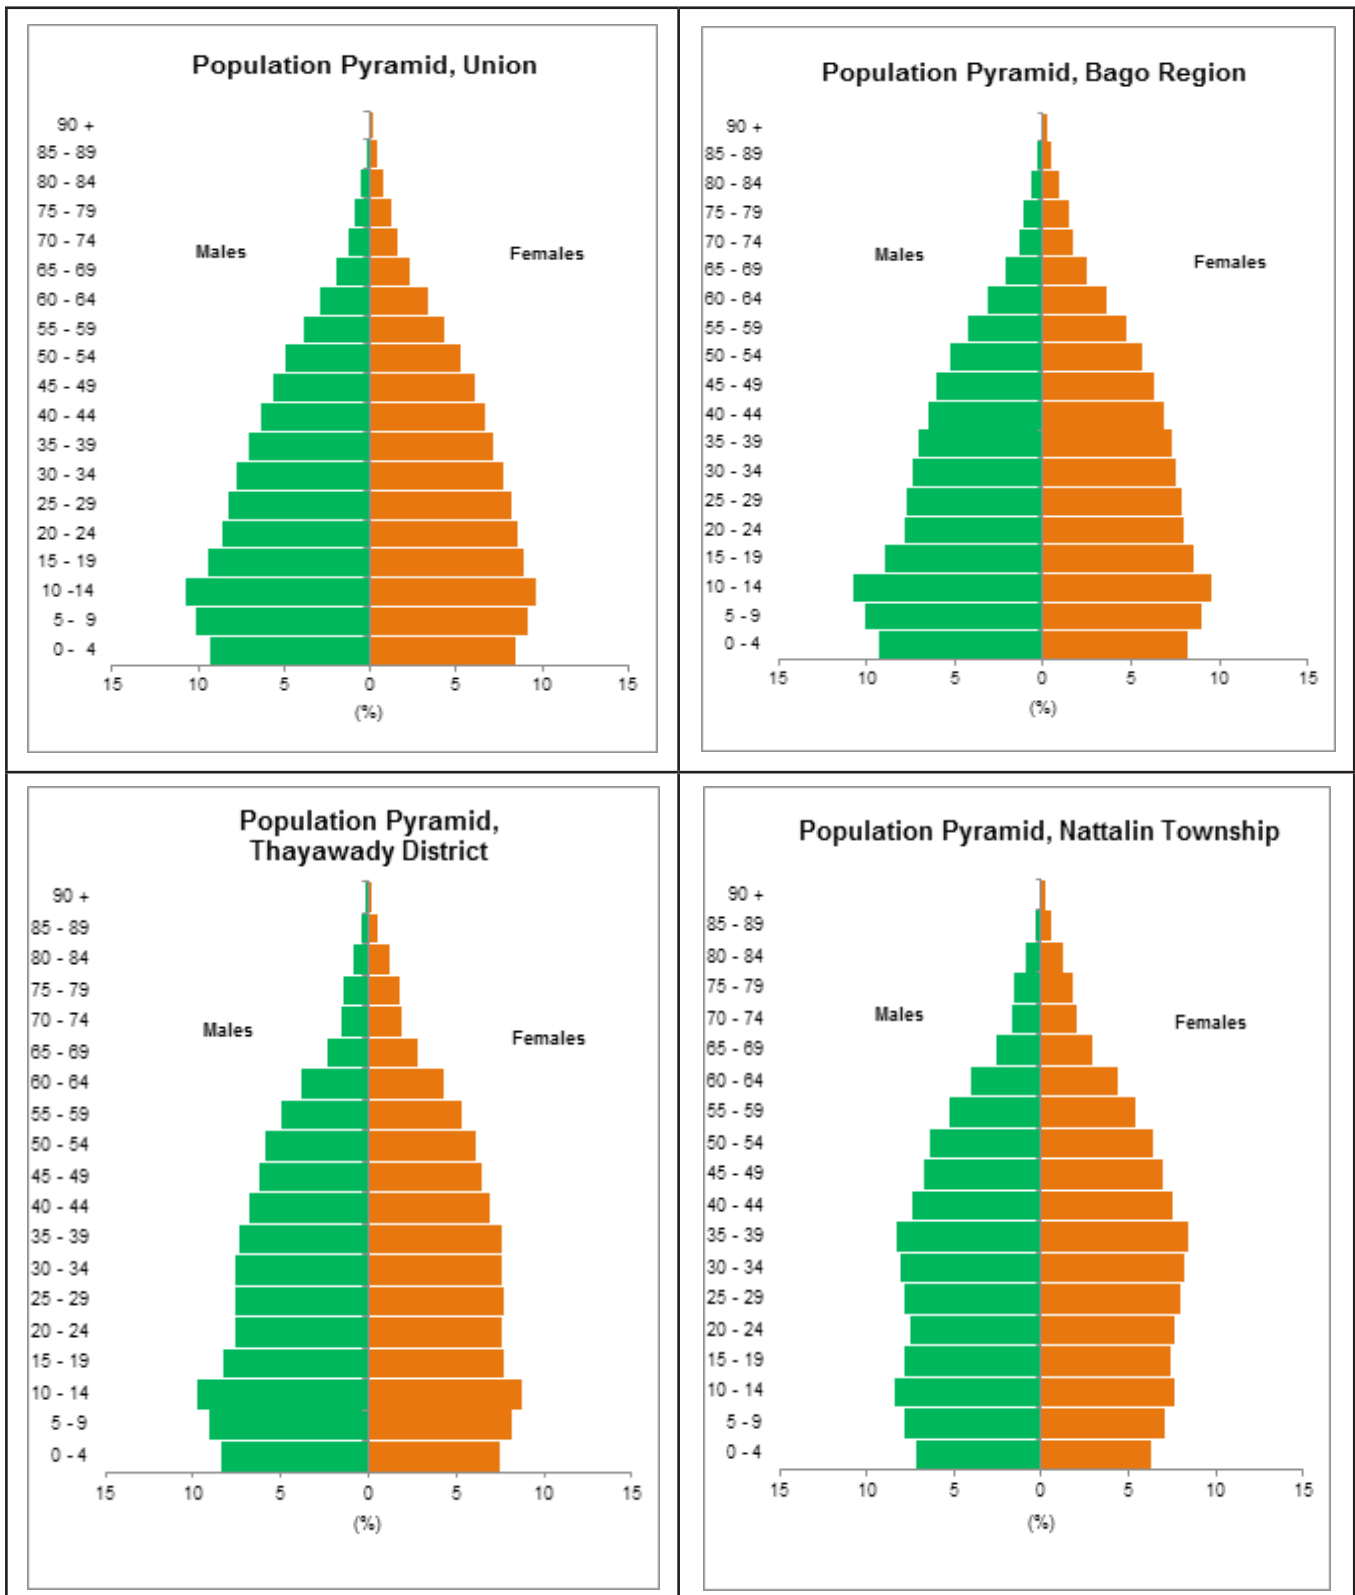 Population Pyramid, Union
90 +
85 - 89
80 - 84
75 - 79
70 - 74
Males
Females
65 - 69
60 - 64
55 - 59
50 - 54
45 - 49
40 - 44
35 - 39
30 - 34
25 - 29
20 - 24
15 - 19
10 -14
5 - 9
0 - 4
15 10 5 0 5 10 15
(%)
Population Pyramid, Bago Region
90 +
85 - 89
80 - 84
75 - 79
70 - 74
Males
Females
65 - 69
60 - 64
55 - 59
50 - 54
45 - 49
40 - 44
35 - 39
30 - 34
25 - 29
20 - 24
15 - 19
10 - 14
5 - 9
0 - 4
15 10 5 0 5 10 15
(%)
Population Pyramid,
Thayawady District
90 +
85 - 89
80 - 84
75 - 79
70 - 74
Males
Females
65 - 69
60 - 64
55 - 59
50 - 54
45 - 49
40 - 44
35 - 39
30 - 34
25 - 29
20 - 24
15 - 19
10 - 14
5 - 9
0 - 4
15 10 5 0 5 10 15
(%)
Population Pyramid, Nattalin Township
90 +
85 - 89
80 - 84
75 - 79
70 - 74
Males
Females
65 - 69
60 - 64
55 - 59
50 - 54
45 - 49
40 - 44
35 - 39
30 - 34
25 - 29
20 - 24
15 - 19
10 - 14
5 - 9
0 - 4
15 10 5 0 5 10 15
(%)